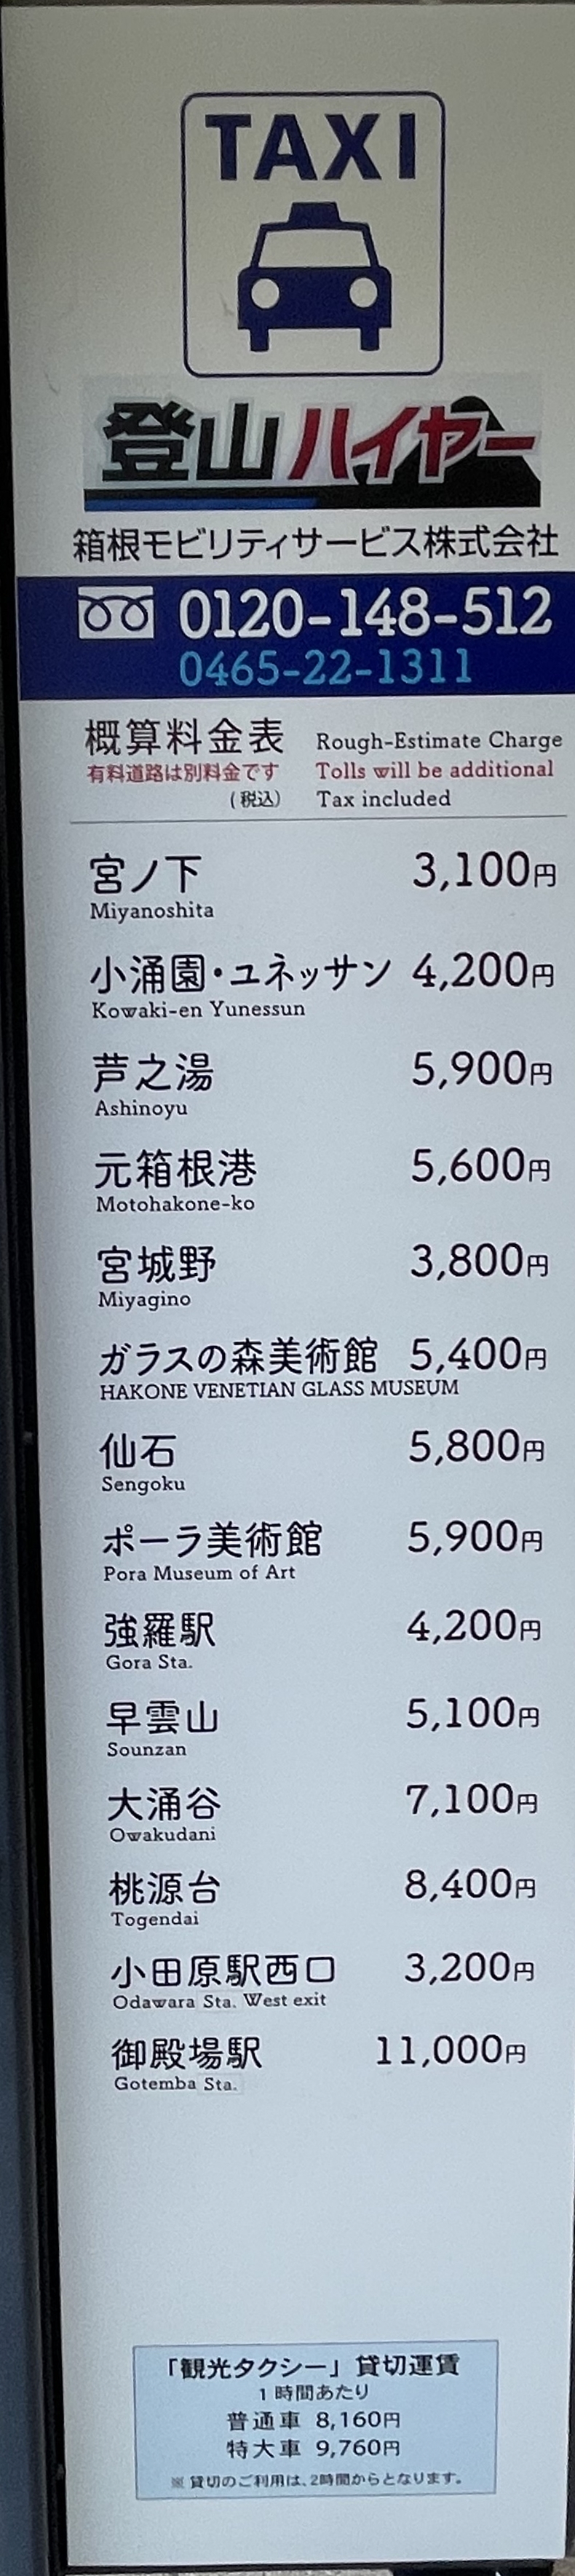 TAXI
登山ハイヤー
箱根モビリティサービス株式会社
0120-148-512
0465-22-1311
概算料金表 Rough-Estimate Charge
有料道路は別料金です Tolls will be additional
(税込) Tax included
宮ノ下 3,100円
Miyanoshita
小涌園・ユネッサン 4,200円
Kowaki-en Yunessun
芦之湯 5,900円
Ashinoyu
元箱根港 5,600円
Motohakone-ko
宮城野 3,800円
Miyagino
ガラスの森美術館 5,400円
HAKONE VENETIAN GLASS MUSEUM
仙石 5,800円
Sengoku
ポーラ美術館 5,900円
Pora Museum of Art
強羅駅 4,200円
Gora Sta.
早雲山 5,100円
Sounzan
大涌谷 7,100円
Owakudani
桃源台 8,400円
Togendai
小田原駅西口 3,200円
Odawara Sta. West exit
御殿場駅 11,000円
Gotemba Sta.
「観光タクシー」貸切運賃
1時間あたり
普通車 8,160円
特大車 9,760円
※貸切のご利用は、2時間からとなります。